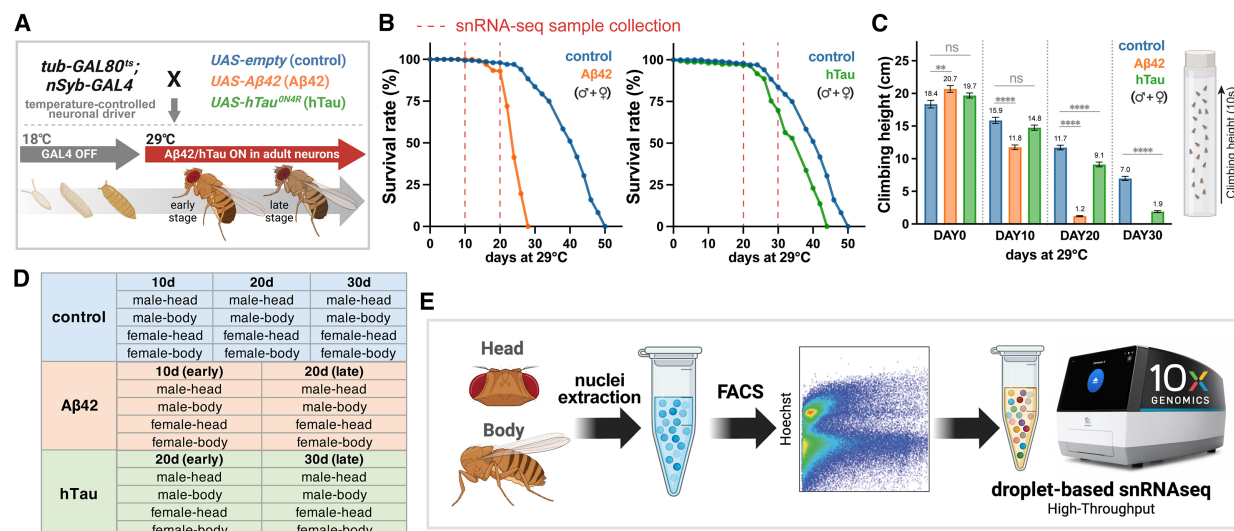 A
tub-GAL80ts;
nSyb-GAL4
temperature-controlled
neuronal driver
X
UAS-empty (control)
UAS-Aβ42 (Aβ42)
UAS-hTau0N4R (hTau)
18℃
GAL4 OFF
29℃
Aβ42/hTau ON in adult neurons
early
stage
late
stage
B
--- snRNA-seq sample collection
Survival rate (%)
100
75
50
25
0
0 10 20 30 40 50
days at 29°C
control
Aβ42
(♂+♀)
Survival rate (%)
100
75
50
25
0
0 10 20 30 40 50
days at 29°C
control
hTau
(♂+♀)
C
Climbing height (cm)
25
20
15
10
5
0
ns
**
18.4 20.7 19.7
ns
****
15.9 11.8 14.8
****
****
11.7 1.2 9.1
****
7.0 1.9
DAY0 DAY10 DAY20 DAY30
days at 29°C
control
Aβ42
hTau
(♂+♀)
Climbing height (10s)
D
control
10d 20d 30d
male-head male-head male-head
male-body male-body male-body
female-head female-head female-head
female-body female-body female-body
Aβ42
10d (early) 20d (late)
male-head male-head
male-body male-body
female-head female-head
female-body female-body
hTau
20d (early) 30d (late)
male-head male-head
male-body male-body
female-head female-head
female-body female-body
E
Head
Body
nuclei
extraction
FACS
Hoechst
10X
GENOMICS
droplet-based snRNAseq
High-Throughput